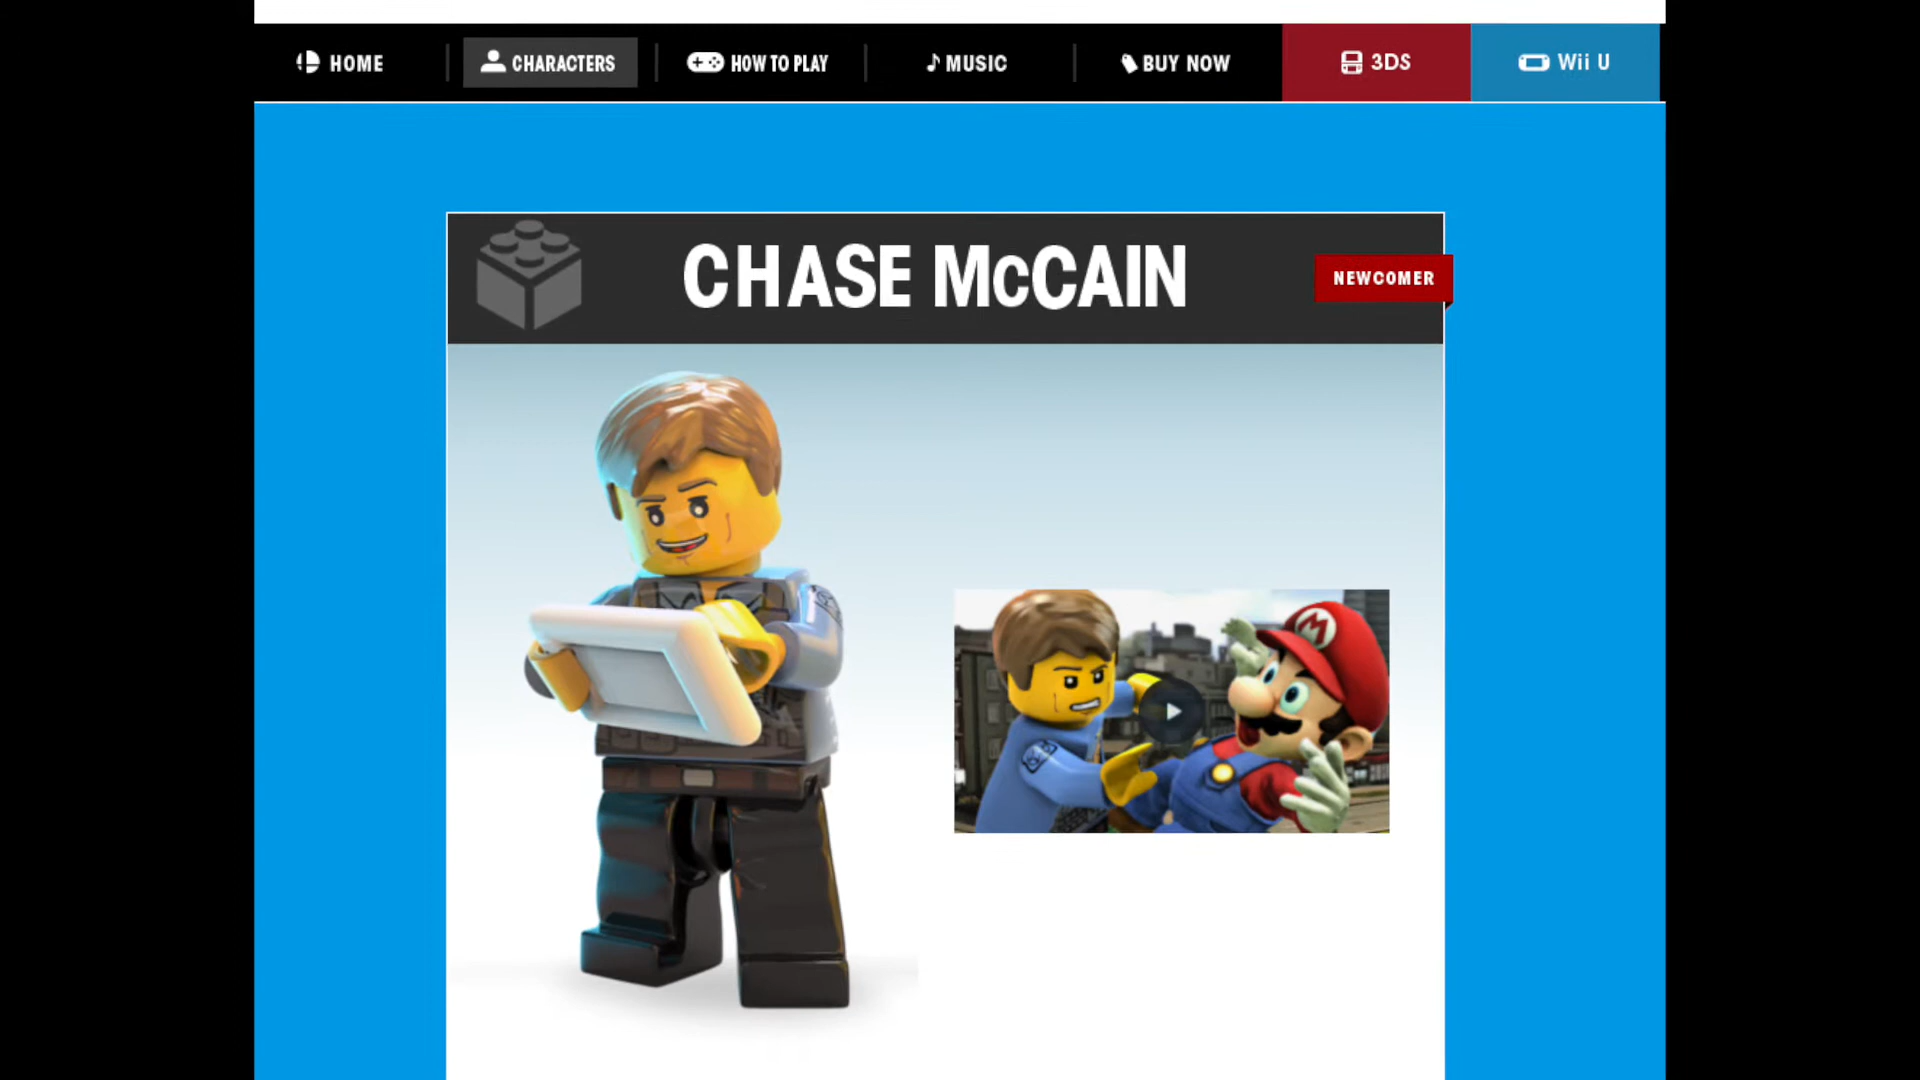 HOME
CHARACTERS
HOW TO PLAY
MUSIC
BUY NOW
3DS
Wii U
CHASE McCAIN
NEWCOMER
M